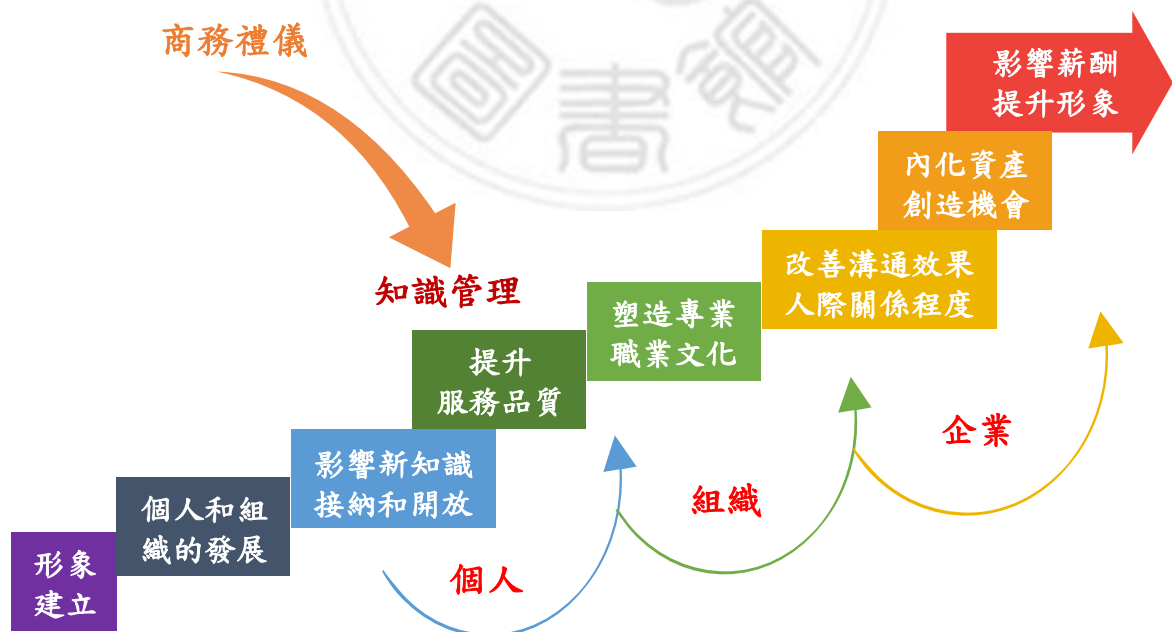 商務禮儀
影響薪酬
提升形象
內化資產
創造機會
改善溝通效果
人際關係程度
知識管理
塑造專業
職業文化
提升
服務品質
企業
影響新知識
接納和開放
組織
個人和組
織的發展
個人
形象
建立